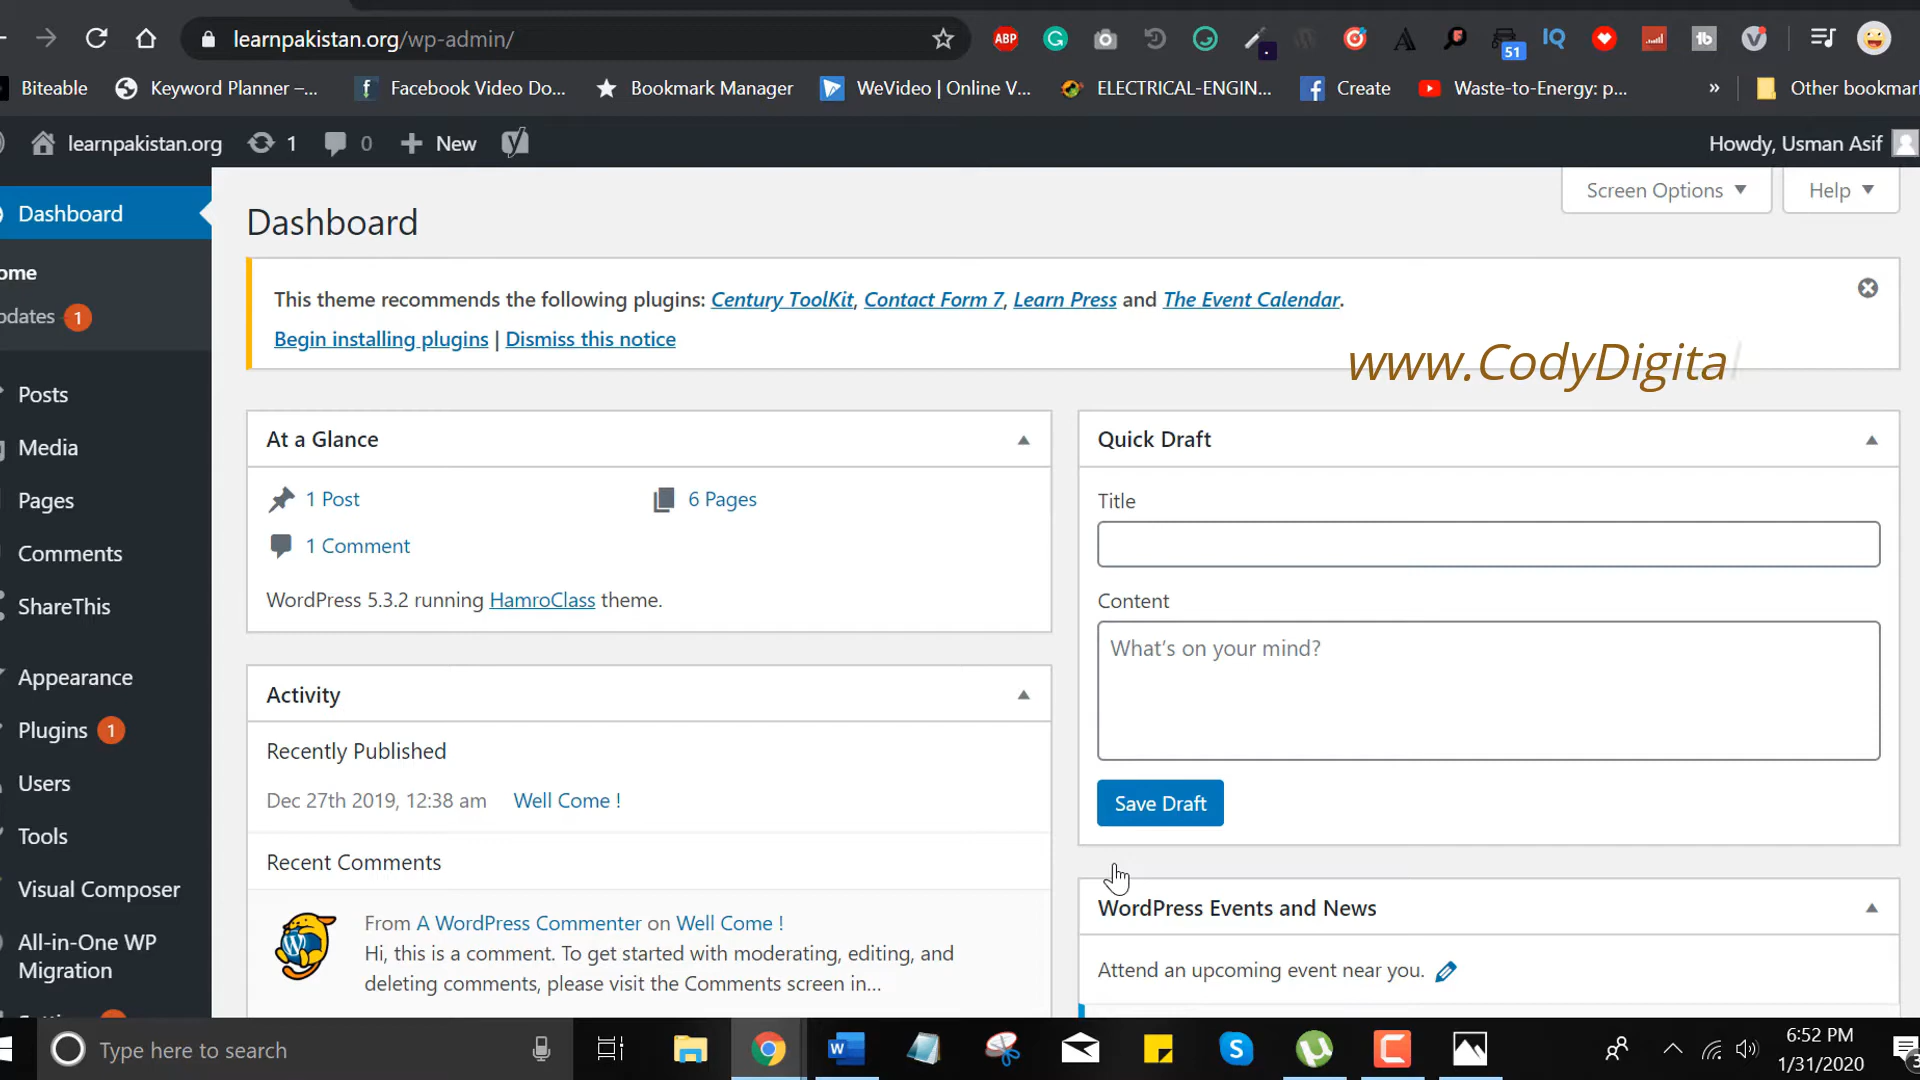 learnpakistan.org/wp-admin/
ABP
51
IQ
tb
Biteable
Keyword Planner –...
Facebook Video Do...
Bookmark Manager
WeVideo | Online V...
ELECTRICAL-ENGIN...
Create
Waste-to-Energy: p...
»
Other bookmar
learnpakistan.org
1
0
New
Howdy, Usman Asif
Screen Options
Help
Dashboard
ome
pdates 1
Posts
Media
Pages
Comments
ShareThis
Appearance
Plugins 1
Users
Tools
Visual Composer
All-in-One WP
Migration
Dashboard
This theme recommends the following plugins: Century ToolKit, Contact Form 7, Learn Press and The Event Calendar.
Begin installing plugins | Dismiss this notice
www.CodyDigita
At a Glance
1 Post
6 Pages
1 Comment
WordPress 5.3.2 running HamroClass theme.
Activity
Recently Published
Dec 27th 2019, 12:38 am Well Come !
Recent Comments
From A WordPress Commenter on Well Come !
Hi, this is a comment. To get started with moderating, editing, and
deleting comments, please visit the Comments screen in...
Quick Draft
Title
Content
What's on your mind?
Save Draft
WordPress Events and News
Attend an upcoming event near you.
Type here to search
6:52 PM
1/31/2020